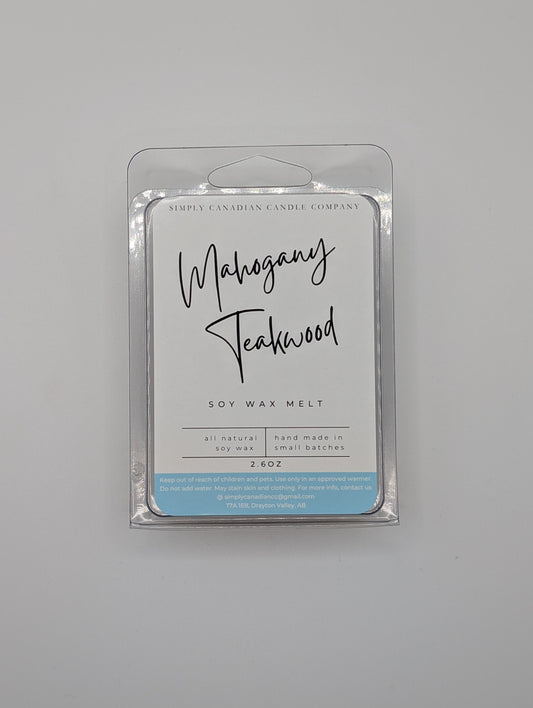 SIMPLY CANADIAN CANDLE COMPANY
Mahogany
Teakwood
SOY WAX MELT
all natural
soy wax
hand made in
small batches
2.6OZ
Keep out of reach of children and pets. Use only in an approved warmer.
Do not add water. May stain skin and clothing. For more info, contact us
@ simplycanadiancc@gmail.com
T7A 1E8, Drayton Valley, AB